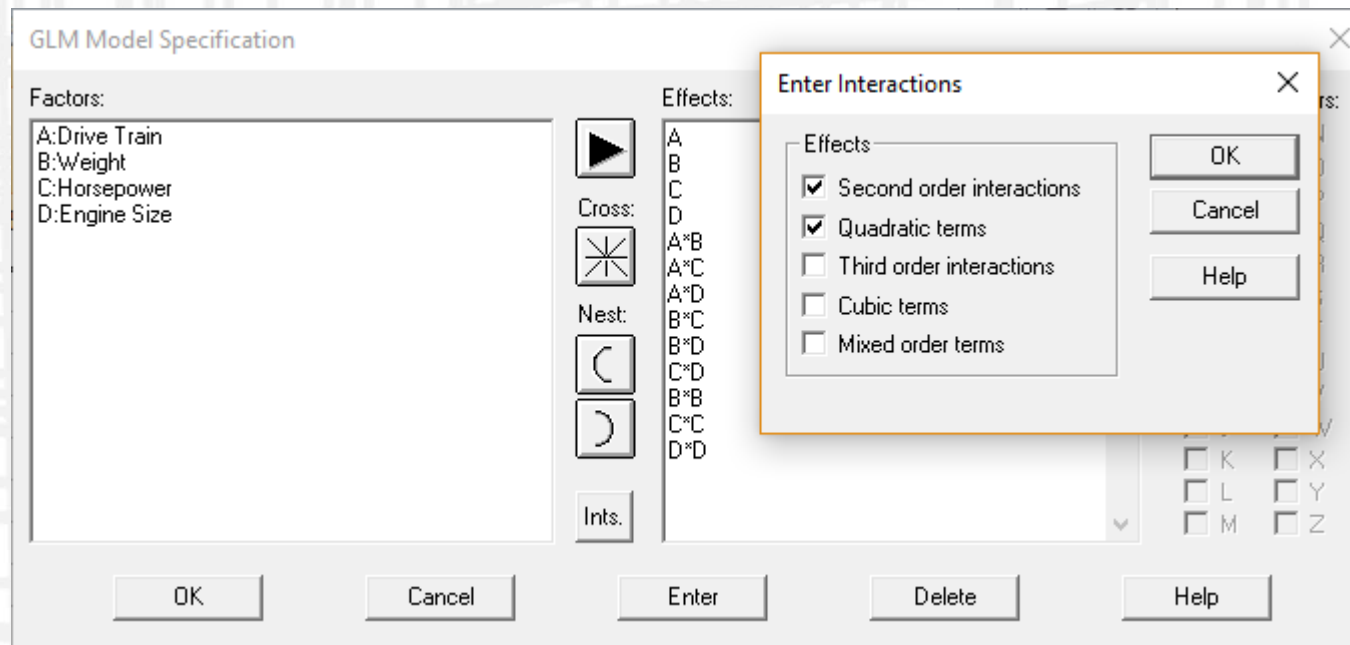 GLM Model Specification
Factors:
A:Drive Train
B:Weight
C:Horsepower
D:Engine Size
Cross:
Nest:
Ints.
Effects:
A
B
C
D
A*B
A*C
A*D
B*C
B*D
C*D
B*B
C*C
D*D
Enter Interactions
Effects
Second order interactions
Quadratic terms
Third order interactions
Cubic terms
Mixed order terms
OK
Cancel
Help
rs:
K X
L Y
M Z
OK
Cancel
Enter
Delete
Help